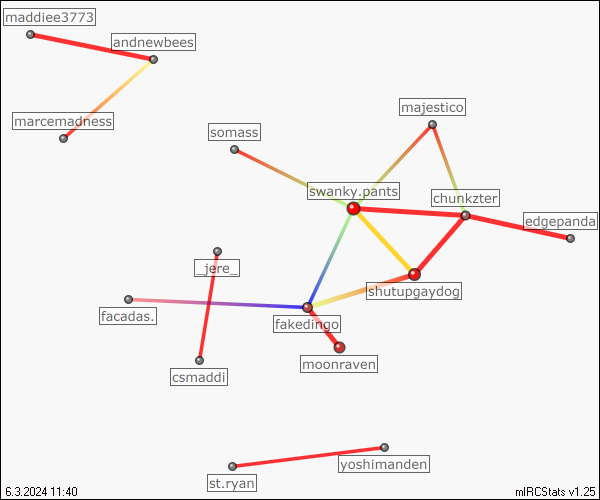 maddiee3773
andnewbees
majestico
marcemadness
somass
swanky.pants
chunkzter
edgepanda
_jere_
shutupgaydog
facadas.
fakedingo
moonraven
csmaddi
yoshimanden
st.ryan
6.3.2024 11:40
mIRCStats v1.25